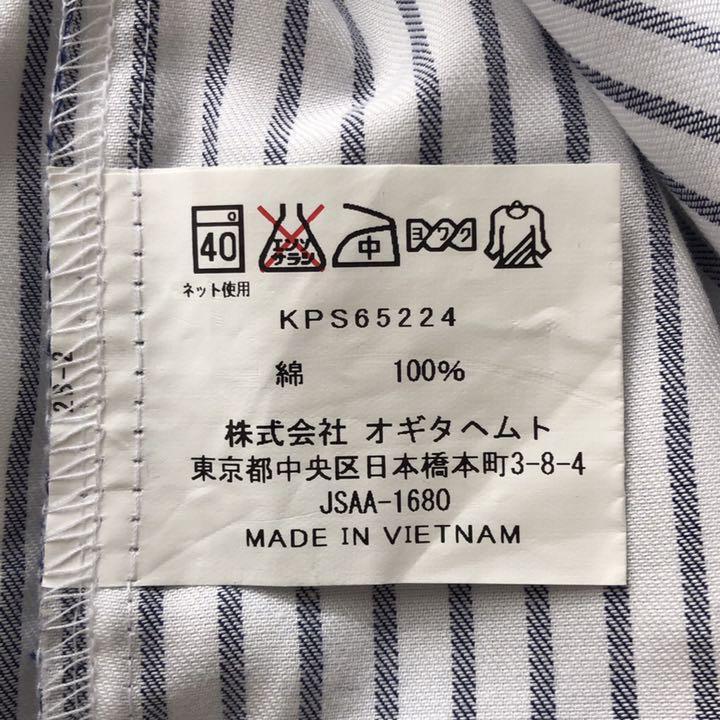 40
エンソ
サラシ
中
ヨワク
ネット使用
KPS65224
綿 100%
株式会社 オギタヘムト
東京都中央区日本橋本町3-8-4
JSAA-1680
MADE IN VIETNAM